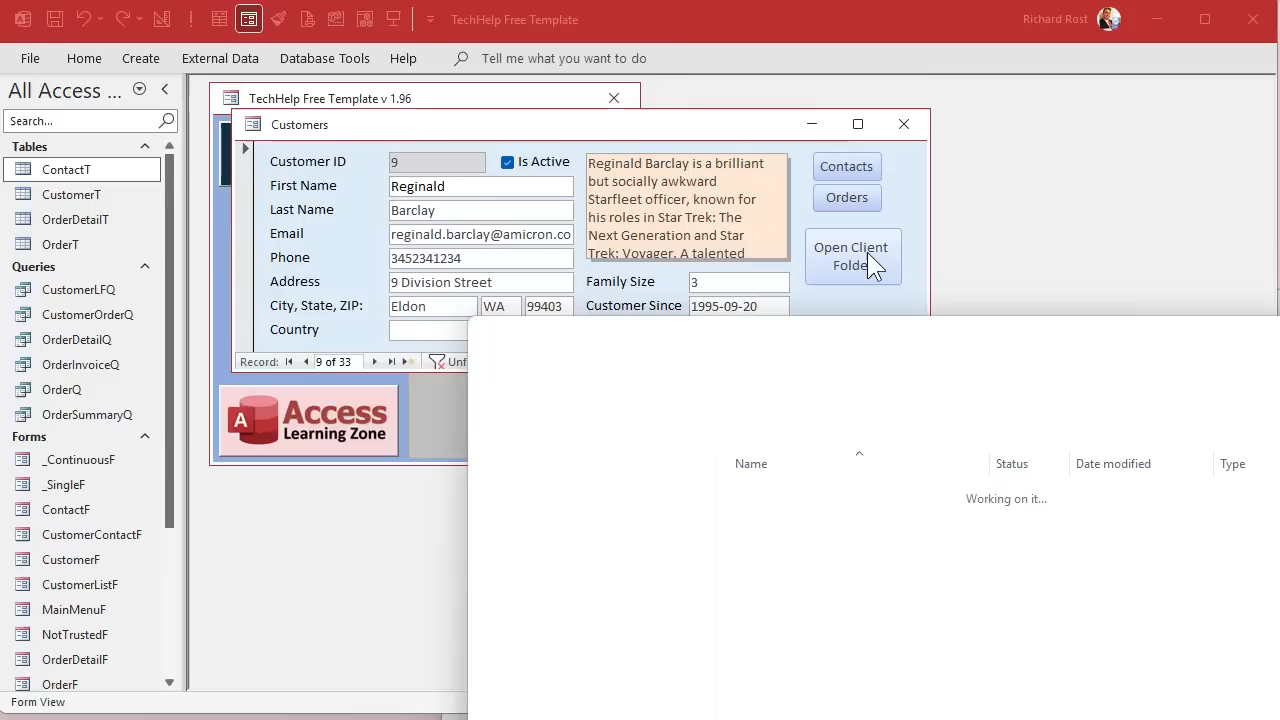 TechHelp Free Template
Richard Rost
File Home Create External Data Database Tools Help Tell me what you want to do
All Access ...
Search...
Tables
ContactT
CustomerT
OrderDetailT
OrderT
Queries
CustomerLFQ
CustomerOrderQ
OrderDetailQ
OrderInvoiceQ
OrderQ
OrderSummaryQ
Forms
_ContinuousF
_SingleF
ContactF
CustomerContactF
CustomerF
CustomerListF
MainMenuF
NotTrustedF
OrderDetailF
OrderF
Form View
TechHelp Free Template v 1.96
Customers
Customer ID 9 Is Active
First Name Reginald
Last Name Barclay
Email reginald.barclay@amicron.co
Phone 3452341234
Address 9 Division Street
City, State, ZIP: Eldon WA 99403
Country
Reginald Barclay is a brilliant
but socially awkward
Starfleet officer, known for
his roles in Star Trek: The
Next Generation and Star
Trek: Voyager. A talented
Family Size 3
Customer Since 1995-09-20
Contacts
Orders
Open Client
Folder
Record: 9 of 33 Unf
A Access
Learning Zone
Name Status Date modified Type
Working on it...